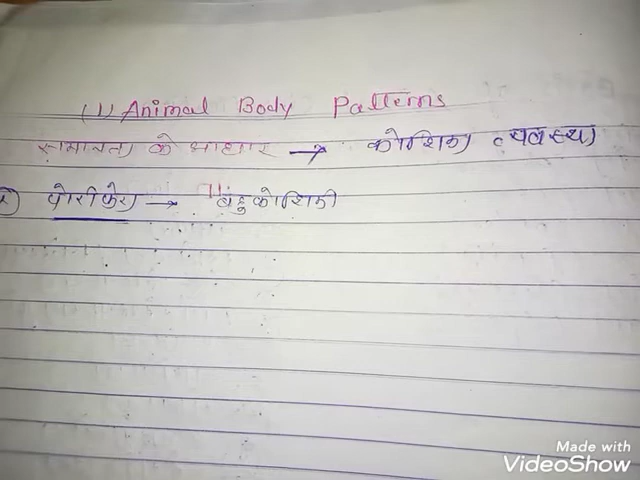 (1) Animal Body Patterns
समानता के आधार → कोशिका व्यवस्था
पोरीफेरा → बहुकोशिकी
Made with
VideoShow